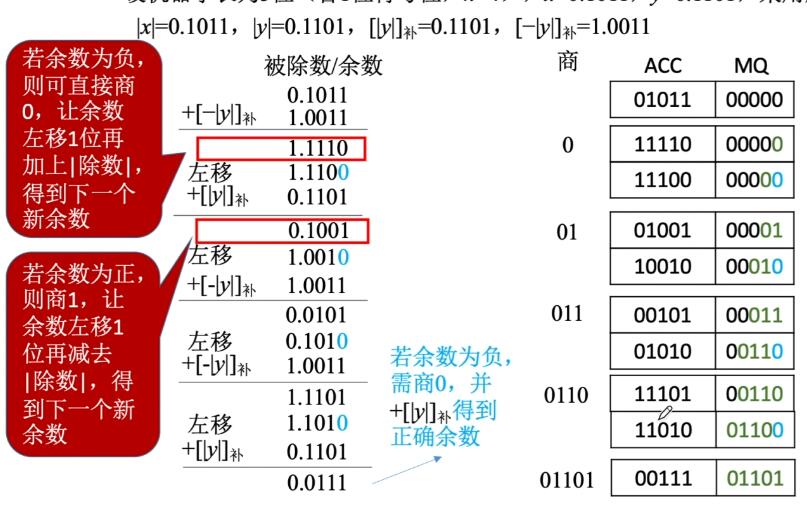 |x|=0.1011，|y|=0.1101，[|y|]补=0.1101，[−|y|]补=1.0011
若余数为负，
则可直接商
0，让余数
左移1位再
加上|除数|，
得到下一个
新余数
若余数为正，
则商1，让
余数左移1
位再减去
|除数|，得
到下一个新
余数
被除数/余数
0.1011
+[−|y|]补 1.0011
1.1110
左移 1.1100
+[|y|]补 0.1101
0.1001
左移 1.0010
+[-|y|]补 1.0011
0.0101
左移 0.1010
+[-|y|]补 1.0011
1.1101
左移 1.1010
+[|y|]补 0.1101
0.0111
若余数为负，
需商0，并
+[|y|]补得到
正确余数
商 ACC MQ
01011 00000
0 11110 00000
11100 00000
01 01001 00001
10010 00010
011 00101 00011
01010 00110
0110 11101 00110
11010 01100
01101 00111 01101